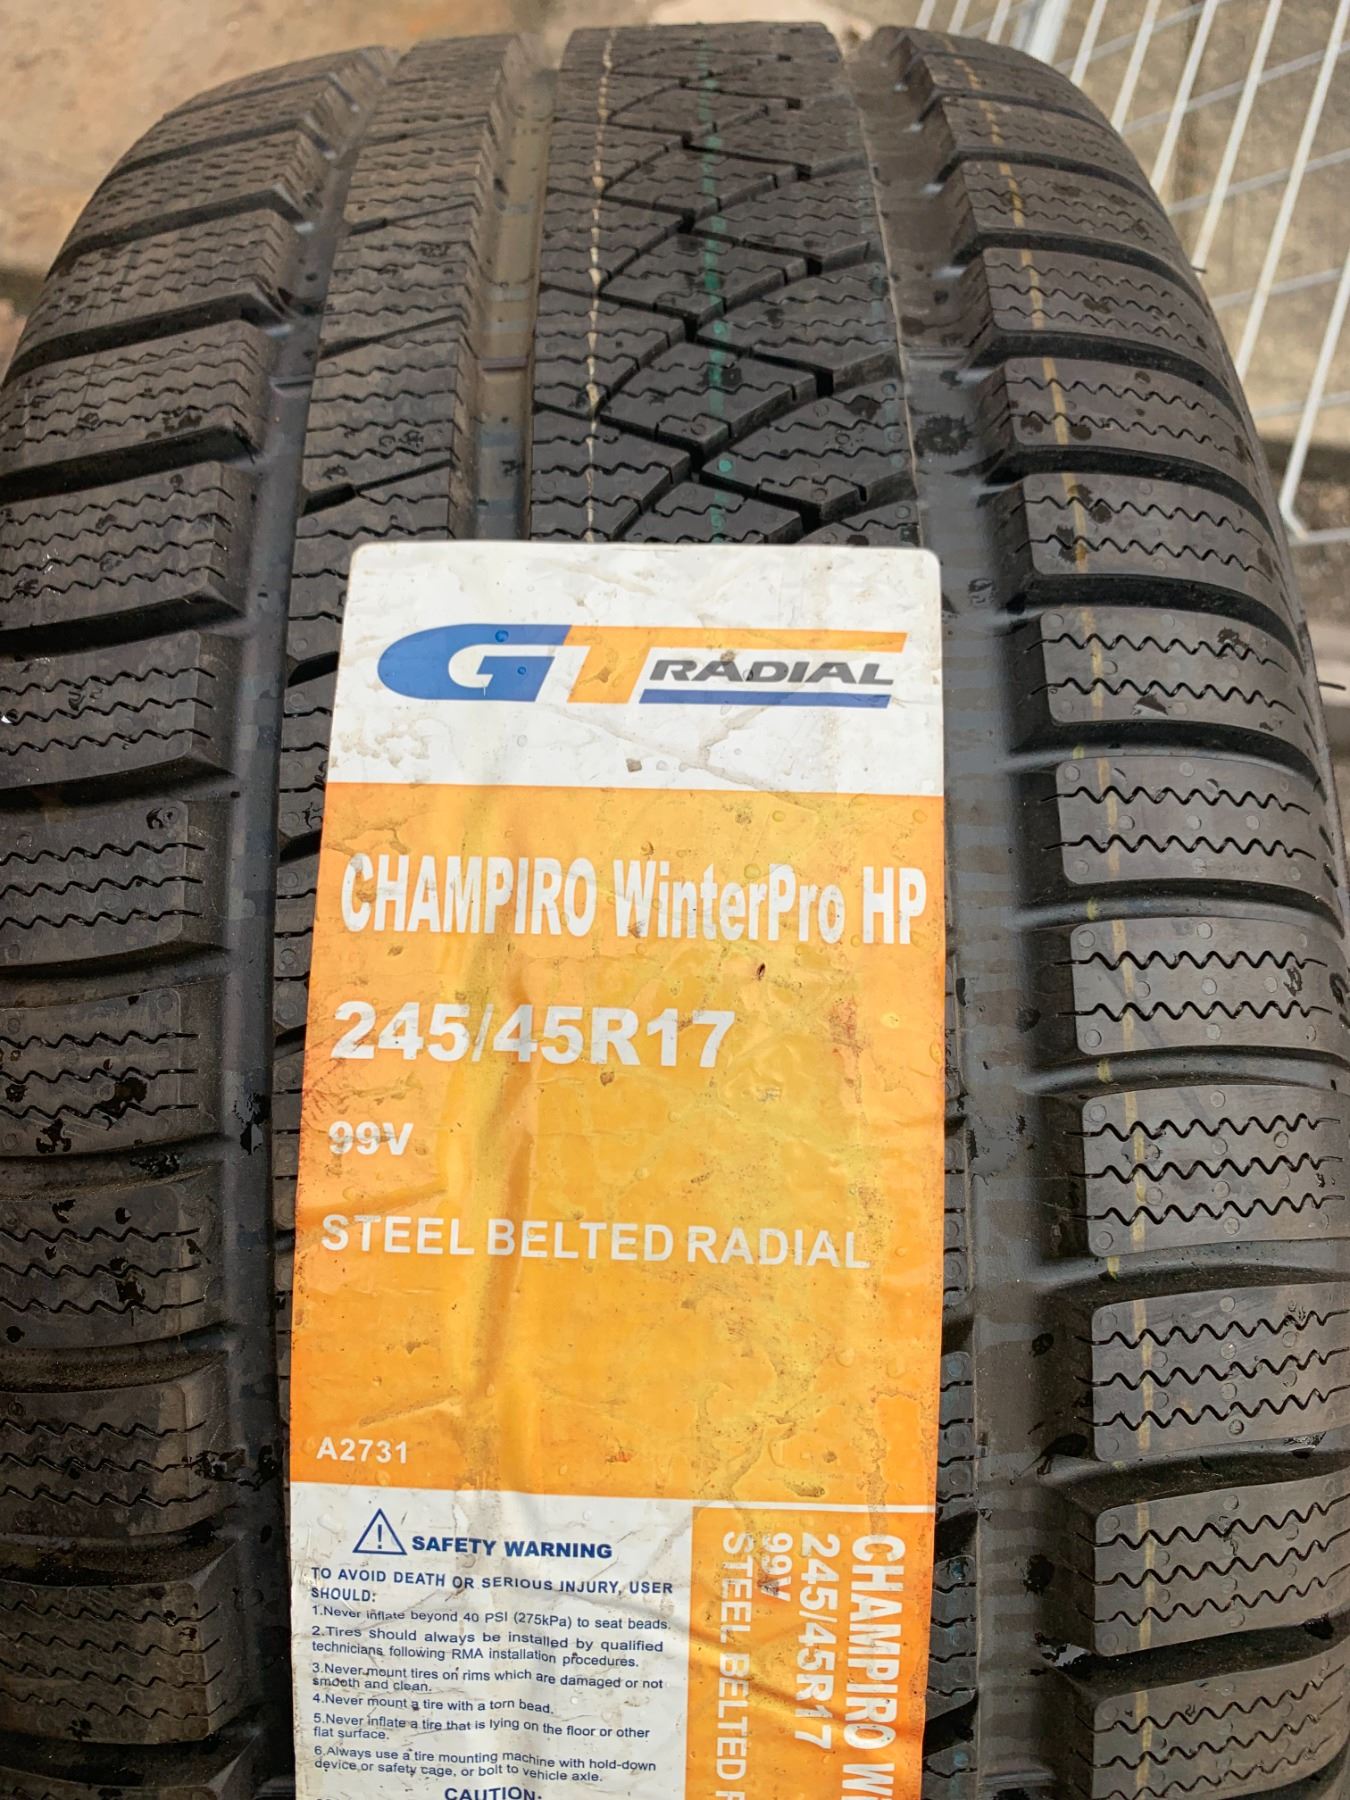 GT RADIAL
CHAMPIRO WinterPro HP
245/45R17
99V
STEEL BELTED RADIAL
A2731
SAFETY WARNING
TO AVOID DEATH OR SERIOUS INJURY, USER
SHOULD:
1.Never inflate beyond 40 PSI (275kPa) to seat beads.
2.Tires should always be installed by qualified
technicians following RMA installation procedures.
3.Never mount tires on rims which are damaged or not
smooth and clean.
4.Never mount a tire with a torn bead.
5.Never inflate a tire that is lying on the floor or other
flat surface.
6.Always use a tire mounting machine with hold-down
device or safety cage, or bolt to vehicle axle.
CAUTION:
CHAMPIRO Wi
245/45R17
99V
STEEL BELTED R